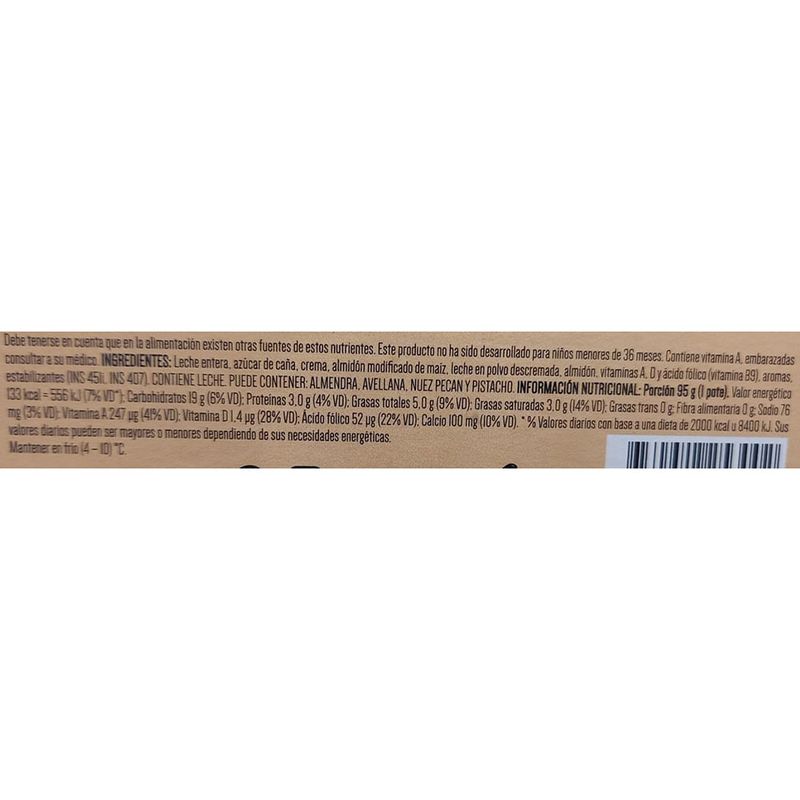 Debe tenerse en cuenta que en la alimentación existen otras fuentes de estos nutrientes. Este producto no ha sido desarrollado para niños menores de 36 meses. Contiene vitamina A, embarazadas
consultar a su médico. INGREDIENTES: Leche entera, azúcar de caña, crema, almidón modificado de maíz, leche en polvo descremada, almidón, vitaminas A, D y ácido fólico (vitamina B9), aromas,
estabilizantes (INS 451i, INS 407). CONTIENE LECHE. PUEDE CONTENER: ALMENDRA, AVELLANA, NUEZ PECAN Y PISTACHO. INFORMACIÓN NUTRICIONAL: Porción 95 g (1 pote). Valor energético
133 kcal = 556 kJ (7% VD*); Carbohidratos 19 g (6% VD); Proteínas 3,0 g (4% VD); Grasas totales 5,0 g (9% VD); Grasas saturadas 3,0 g (14% VD); Grasas trans 0 g; Fibra alimentaria 0 g; Sodio 76
mg (3% VD); Vitamina A 247 µg (41% VD); Vitamina D 1,4 µg (28% VD); Ácido fólico 52 µg (22% VD); Calcio 100 mg (10% VD). * % Valores diarios con base a una dieta de 2000 kcal u 8400 kJ. Sus
valores diarios pueden ser mayores o menores dependiendo de sus necesidades energéticas.
Mantener en frío (4 – 10) °C.